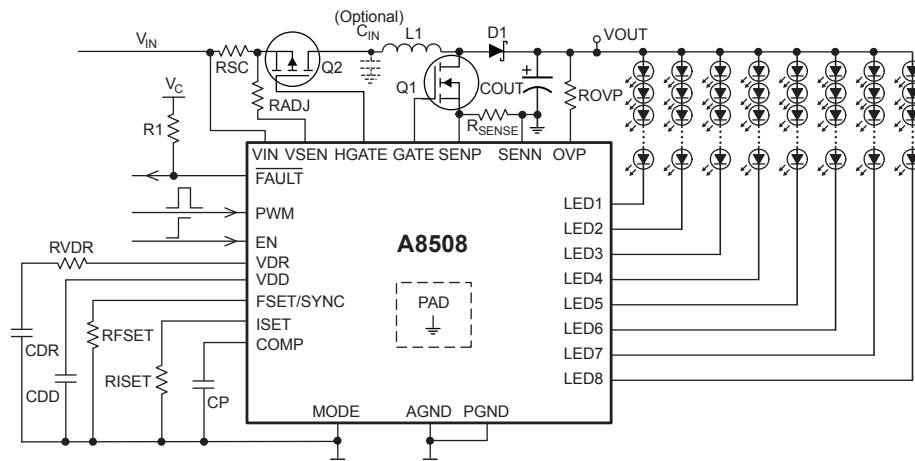 (Optional)
VIN
RSC
Q2
CIN
L1
D1
VOUT
VC
RADJ
Q1
COUT
+
ROVP
R1
RSENSE
VIN VSEN HGATE GATE SENP SENN OVP
FAULT
PWM
EN
VDR
VDD
FSET/SYNC
ISET
COMP
RVDR
A8508
PAD
LED1
LED2
LED3
LED4
LED5
LED6
LED7
LED8
CDR
CDD
RFSET
RISET
CP
MODE AGND PGND